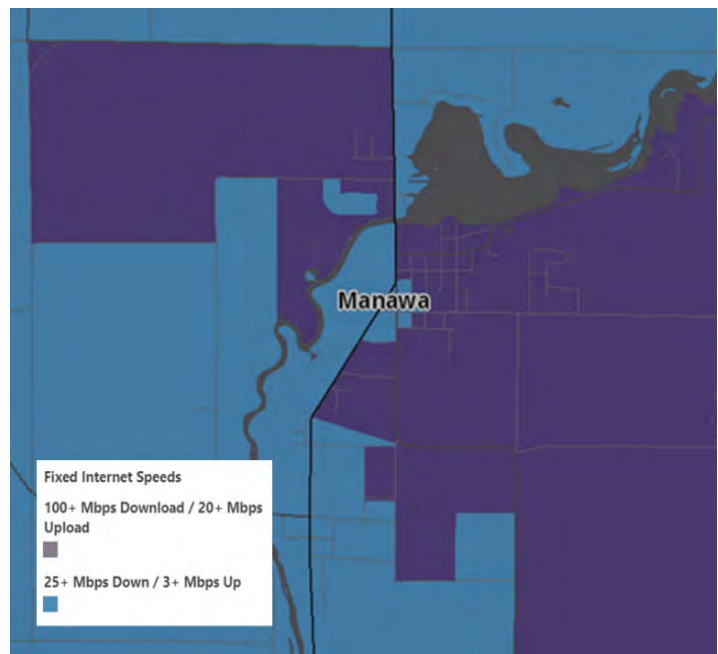 Manawa
Fixed Internet Speeds
100+ Mbps Download / 20+ Mbps
Upload
25+ Mbps Down / 3+ Mbps Up